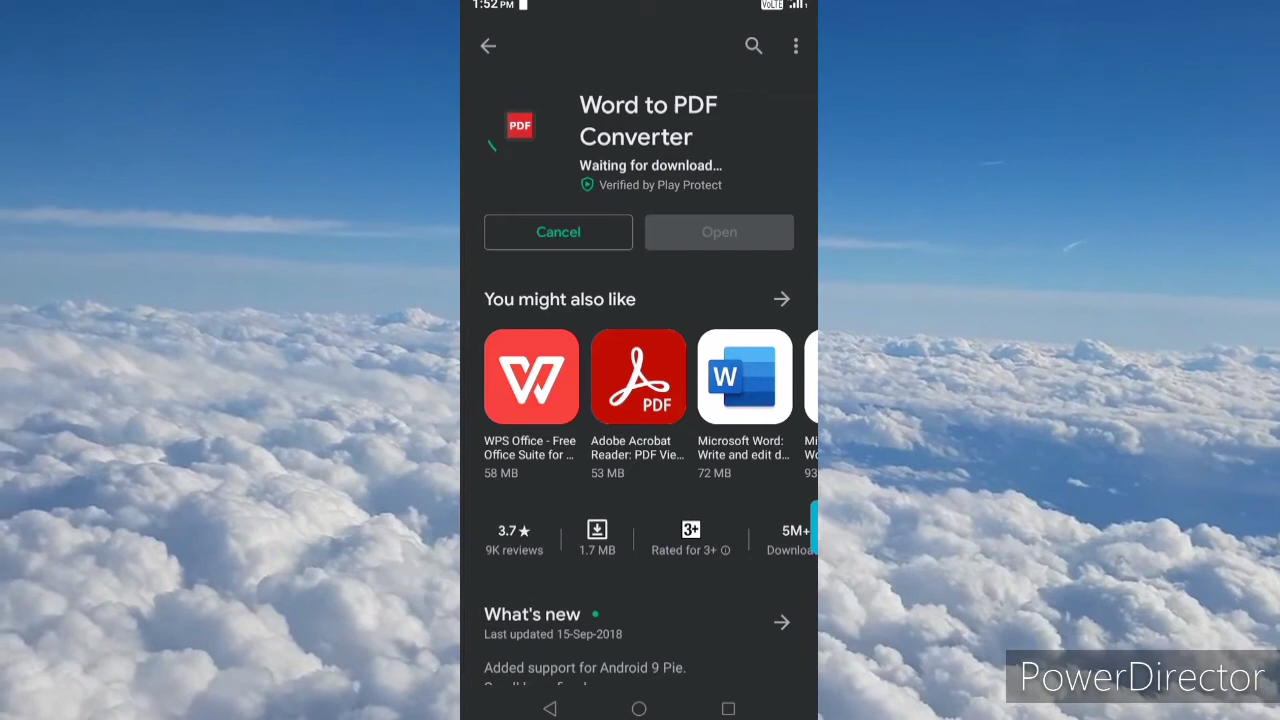 1:52 PM
VoLTE
PDF
Word to PDF
Converter
Waiting for download...
Verified by Play Protect
Cancel
Open
You might also like
W
PDF
W
WPS Office - Free
Office Suite for ...
58 MB
Adobe Acrobat
Reader: PDF Vie...
53 MB
Microsoft Word:
Write and edit d...
72 MB
Mi
93
3.7★
9K reviews
1.7 MB
3+
Rated for 3+
5M+
Downloa
What's new
Last updated 15-Sep-2018
Added support for Android 9 Pie.
PowerDirector